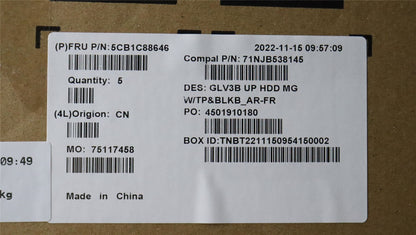 (P)FRU P/N:5CB1C88646
2022-11-15 09:57:09
Compal P/N: 71NJB538145
Quantity: 5
DES: GLV3B UP HDD MG
W/TP&BLKB_AR-FR
(4L)Origion: CN
PO: 4501910180
MO: 75117458
BOX ID:TNBT2211150954150002
Made in China
09:49
kg